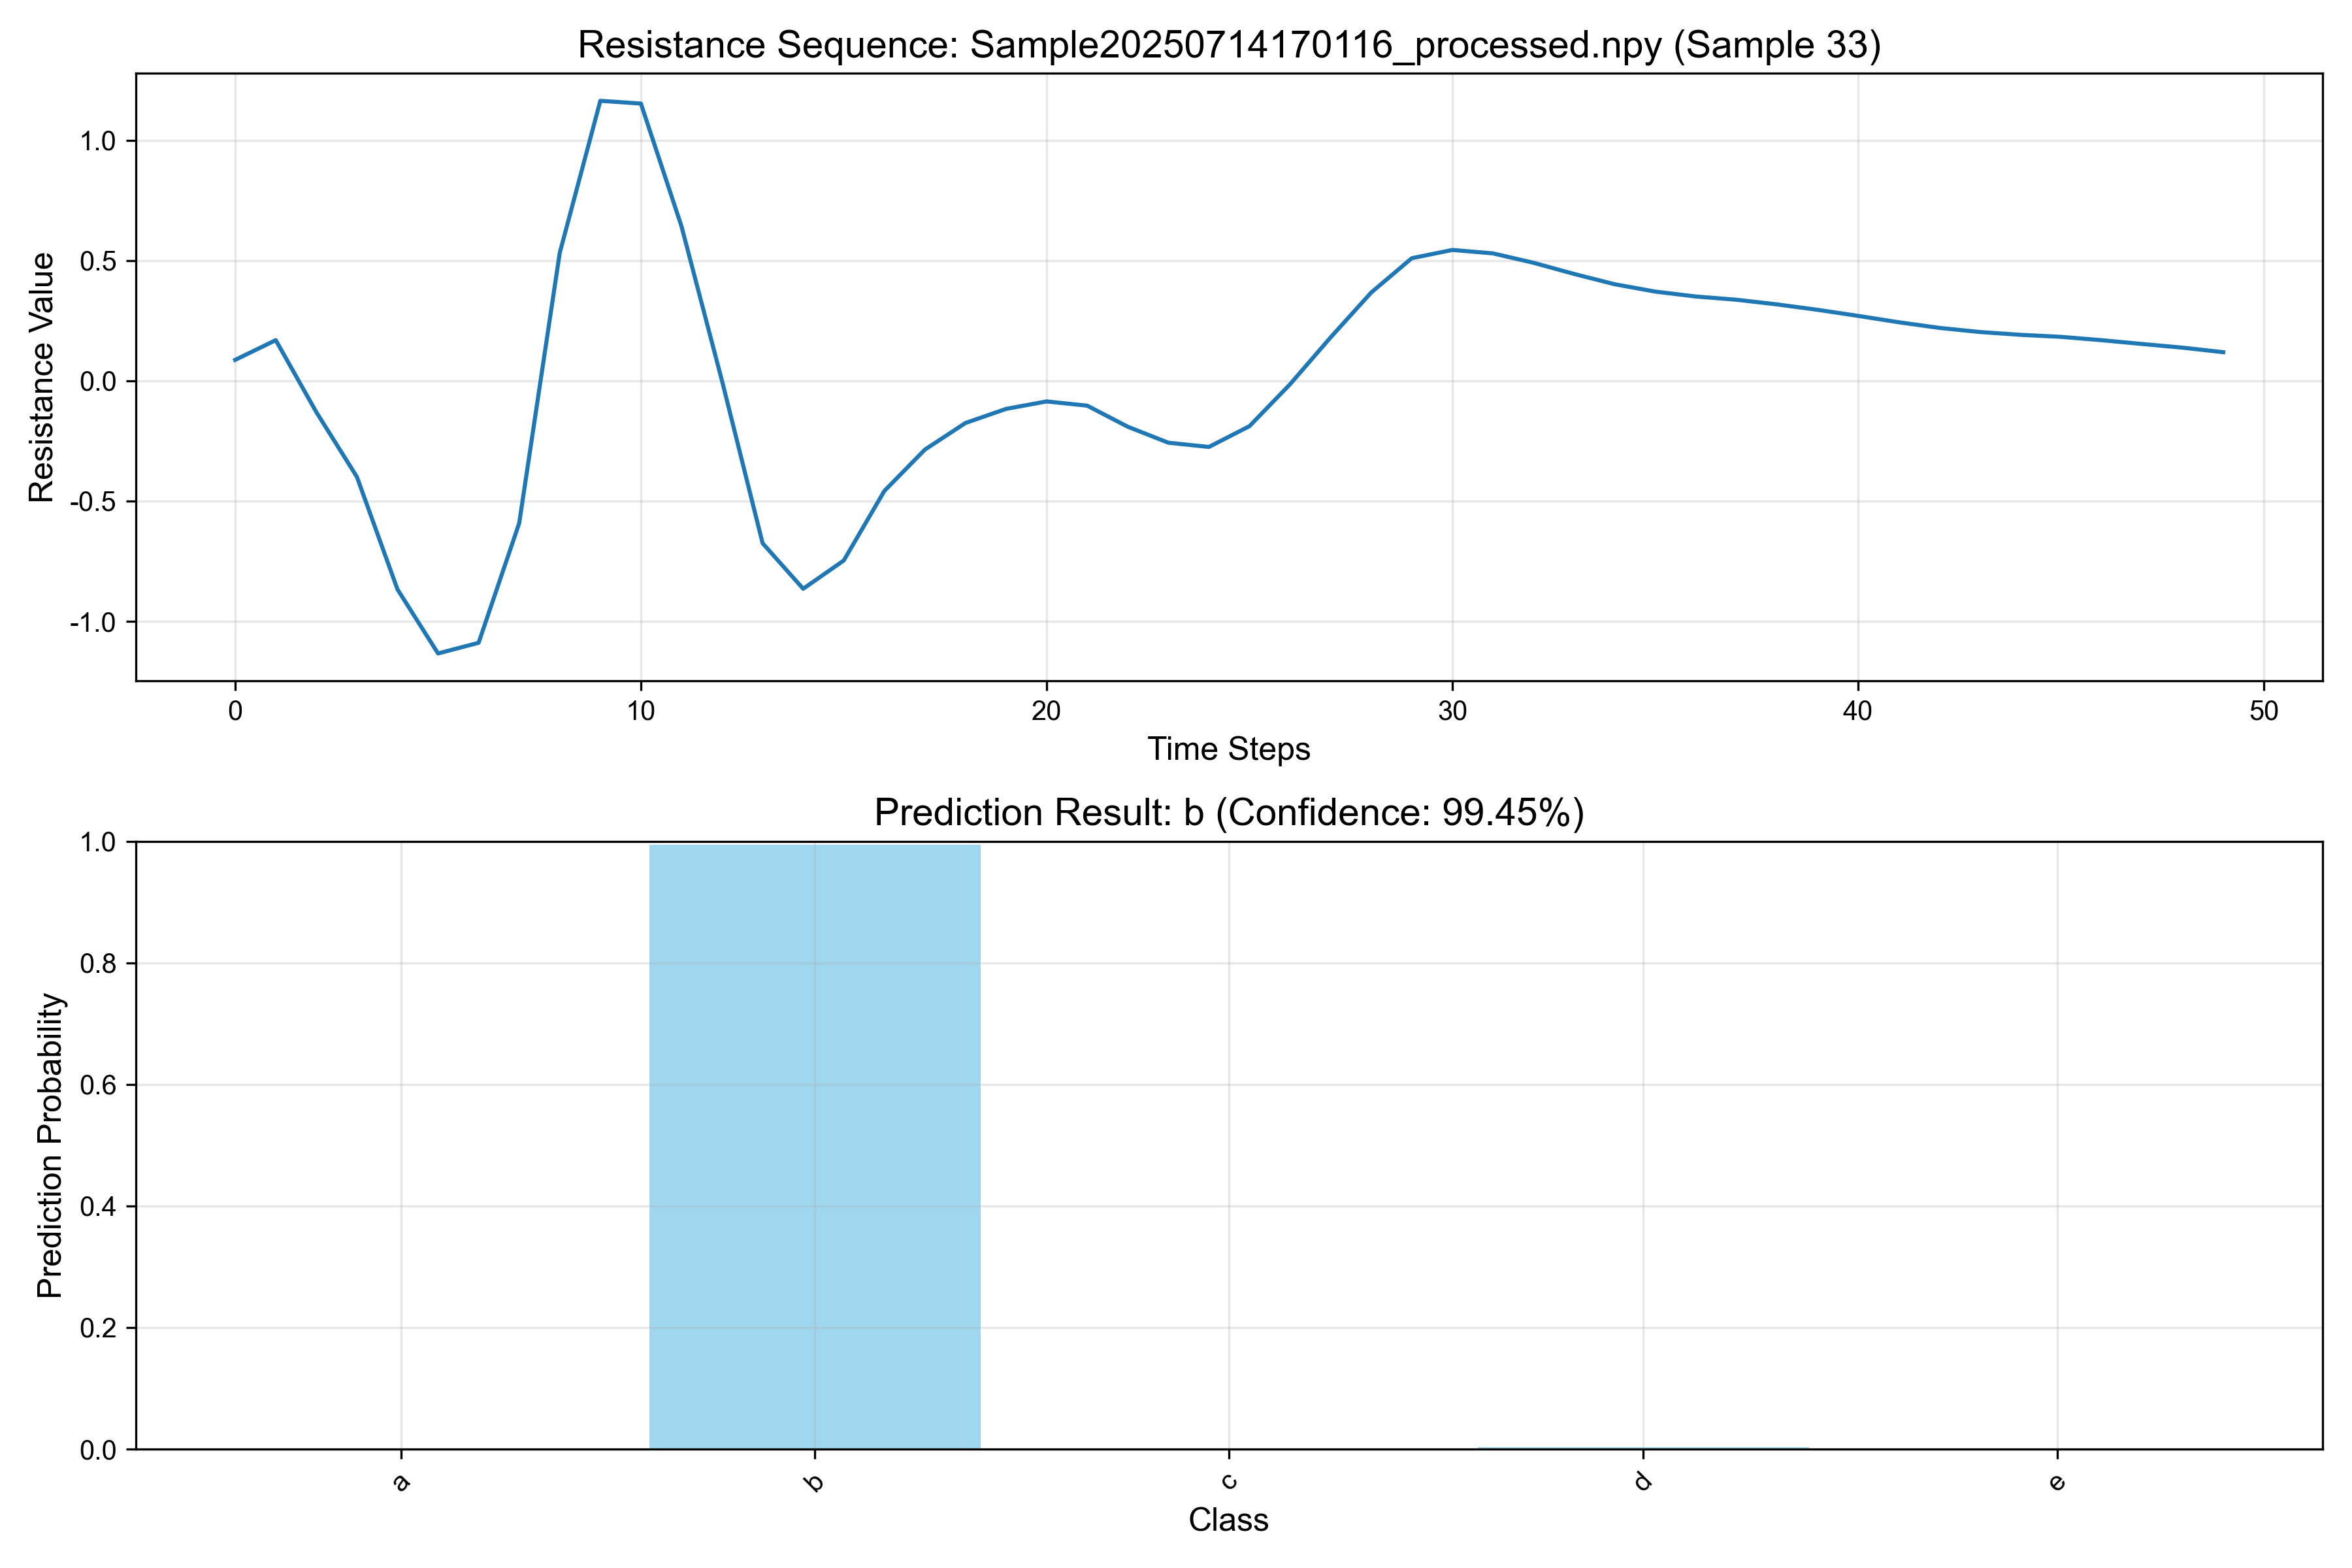 Resistance Sequence: Sample20250714170116_processed.npy (Sample 33)
1.0
0.5
0.0
-0.5
-1.0
Resistance Value
0 10 20 30 40 50
Time Steps
Prediction Result: b (Confidence: 99.45%)
1.0
0.8
0.6
0.4
0.2
0.0
Prediction Probability
a b c d e
Class